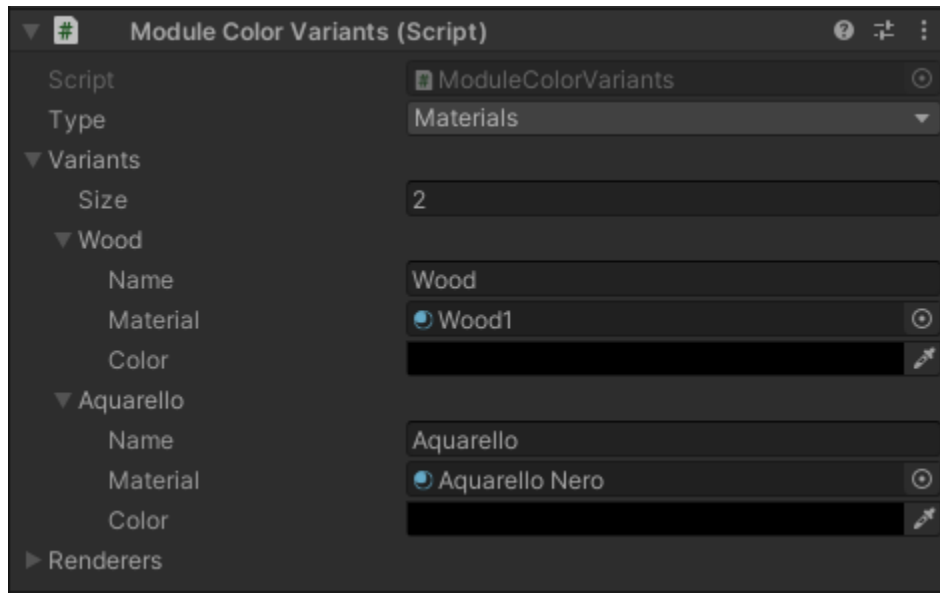 Module Color Variants (Script)
Script ModuleColorVariants
Type Materials
Variants
Size 2
Wood
Name Wood
Material Wood1
Color
Aquarello
Name Aquarello
Material Aquarello Nero
Color
Renderers